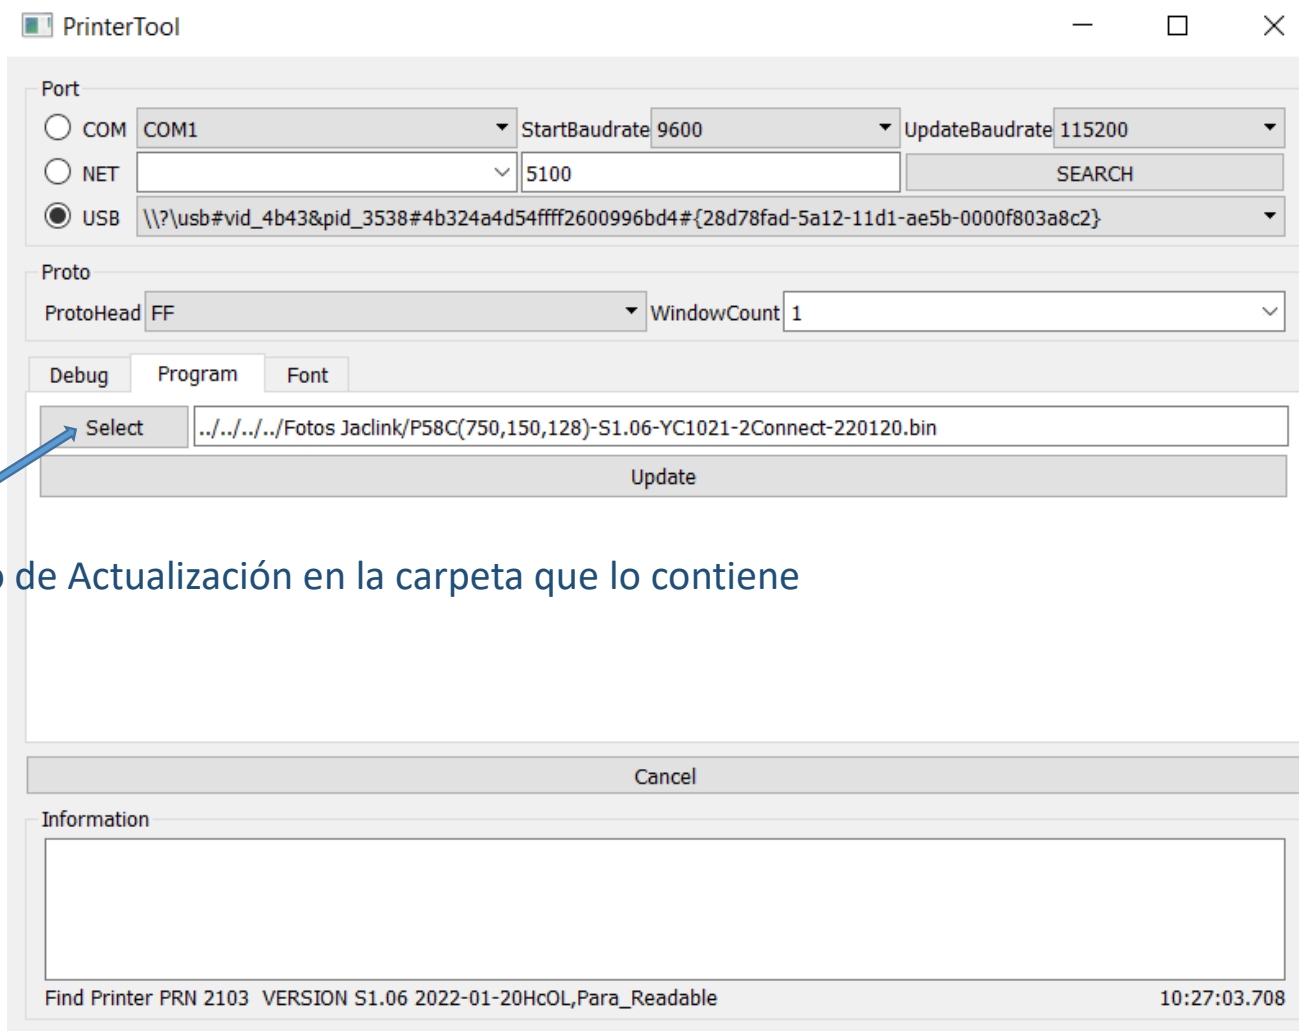 PrinterTool
Port
COM COM1 StartBaudrate 9600 UpdateBaudrate 115200
NET 5100 SEARCH
USB \\?\usb#vid_4b43&pid_3538#4b324a4d54ffff2600996bd4#{28d78fad-5a12-11d1-ae5b-0000f803a8c2}
Proto
ProtoHead FF WindowCount 1
Debug Program Font
Select ../../../../Fotos Jaclink/P58C(750,150,128)-S1.06-YC1021-2Connect-220120.bin
Update
de Actualización en la carpeta que lo contiene
Cancel
Information
Find Printer PRN 2103 VERSION S1.06 2022-01-20HcOL,Para_Readable 10:27:03.708